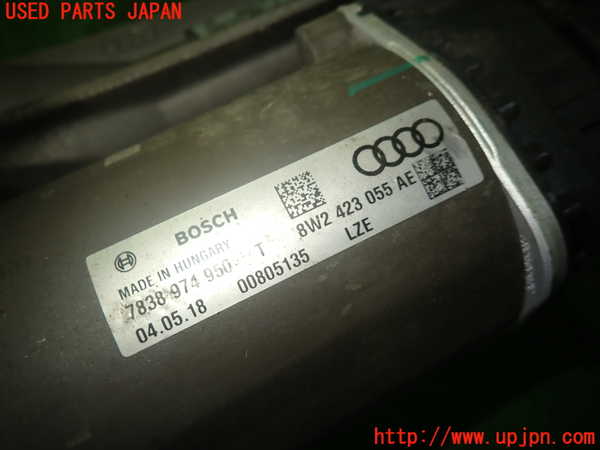 USED PARTS JAPAN
BOSCH
MADE IN HUNGARY
7838 974 950 T
8W2 423 055 AE
04.05.18
00805135
LZE
http://www.upjpn.com/